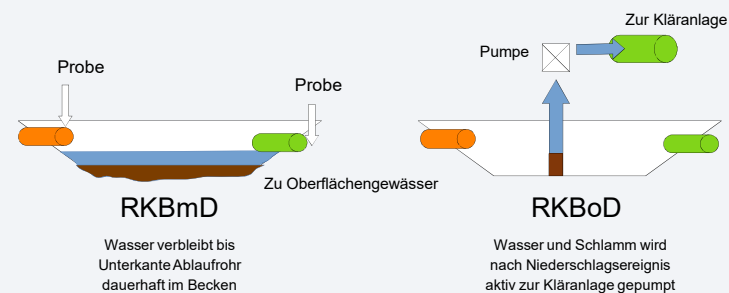 Probe
Probe
Zu Oberflächengewässer
RKBmD
Wasser verbleibt bis
Unterkante Ablaufrohr
dauerhaft im Becken
Zur Kläranlage
Pumpe
RKBoD
Wasser und Schlamm wird
nach Niederschlagsereignis
aktiv zur Kläranlage gepumpt